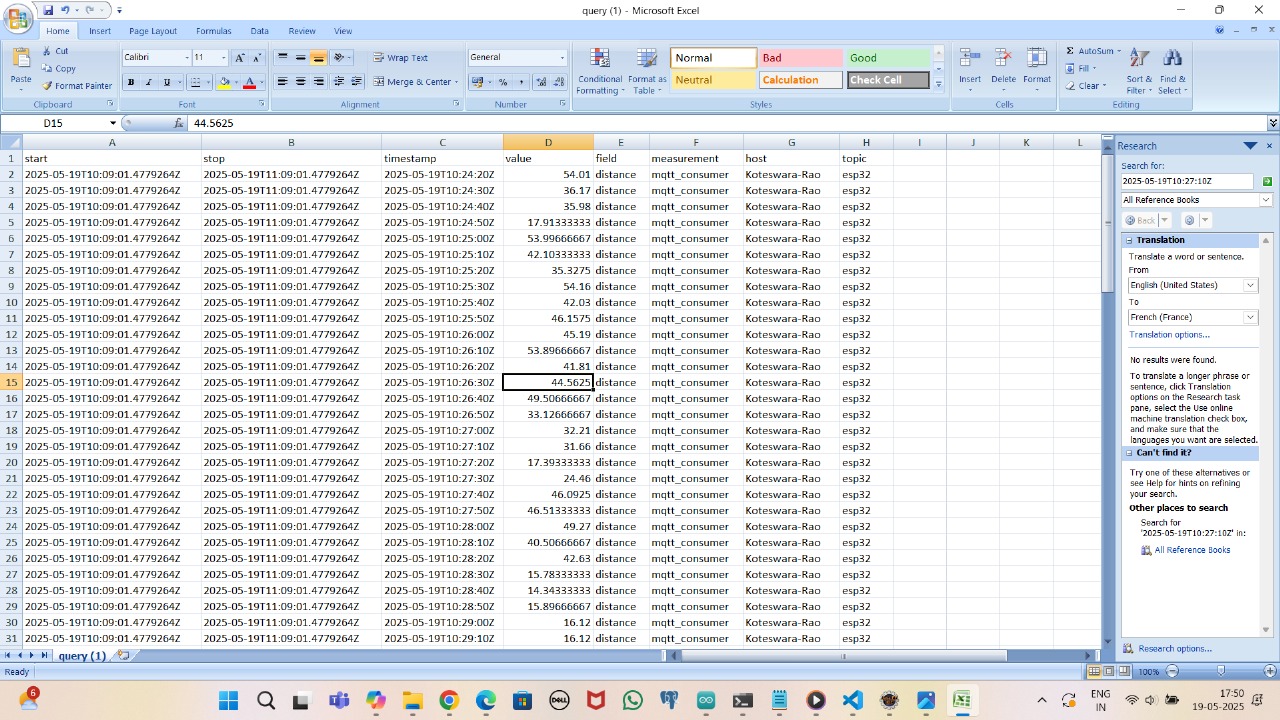 query (1) - Microsoft Excel
Home Insert Page Layout Formulas Data Review View
Paste Cut Copy Format Painter Clipboard
Calibri 11 B I U A Font
Wrap Text Merge & Center Alignment
General % , Number
Conditional Formatting Format as Table Normal Bad Good Neutral Calculation Check Cell Styles
Insert Delete Format Cells
AutoSum Fill Clear Sort & Filter Find & Select Editing
D15 fx 44.5625
A B C D E F G H I J K L
1 start stop timestamp value field measurement host topic
2 2025-05-19T10:09:01.4779264Z 2025-05-19T11:09:01.4779264Z 2025-05-19T10:24:20Z 54.01 distance mqtt_consumer Koteswara-Rao esp32
3 2025-05-19T10:09:01.4779264Z 2025-05-19T11:09:01.4779264Z 2025-05-19T10:24:30Z 36.17 distance mqtt_consumer Koteswara-Rao esp32
4 2025-05-19T10:09:01.4779264Z 2025-05-19T11:09:01.4779264Z 2025-05-19T10:24:40Z 35.98 distance mqtt_consumer Koteswara-Rao esp32
5 2025-05-19T10:09:01.4779264Z 2025-05-19T11:09:01.4779264Z 2025-05-19T10:24:50Z 17.91333333 distance mqtt_consumer Koteswara-Rao esp32
6 2025-05-19T10:09:01.4779264Z 2025-05-19T11:09:01.4779264Z 2025-05-19T10:25:00Z 53.99666667 distance mqtt_consumer Koteswara-Rao esp32
7 2025-05-19T10:09:01.4779264Z 2025-05-19T11:09:01.4779264Z 2025-05-19T10:25:10Z 42.10333333 distance mqtt_consumer Koteswara-Rao esp32
8 2025-05-19T10:09:01.4779264Z 2025-05-19T11:09:01.4779264Z 2025-05-19T10:25:20Z 35.3275 distance mqtt_consumer Koteswara-Rao esp32
9 2025-05-19T10:09:01.4779264Z 2025-05-19T11:09:01.4779264Z 2025-05-19T10:25:30Z 54.16 distance mqtt_consumer Koteswara-Rao esp32
10 2025-05-19T10:09:01.4779264Z 2025-05-19T11:09:01.4779264Z 2025-05-19T10:25:40Z 42.03 distance mqtt_consumer Koteswara-Rao esp32
11 2025-05-19T10:09:01.4779264Z 2025-05-19T11:09:01.4779264Z 2025-05-19T10:25:50Z 46.1575 distance mqtt_consumer Koteswara-Rao esp32
12 2025-05-19T10:09:01.4779264Z 2025-05-19T11:09:01.4779264Z 2025-05-19T10:26:00Z 45.19 distance mqtt_consumer Koteswara-Rao esp32
13 2025-05-19T10:09:01.4779264Z 2025-05-19T11:09:01.4779264Z 2025-05-19T10:26:10Z 53.89666667 distance mqtt_consumer Koteswara-Rao esp32
14 2025-05-19T10:09:01.4779264Z 2025-05-19T11:09:01.4779264Z 2025-05-19T10:26:20Z 41.81 distance mqtt_consumer Koteswara-Rao esp32
15 2025-05-19T10:09:01.4779264Z 2025-05-19T11:09:01.4779264Z 2025-05-19T10:26:30Z 44.5625 distance mqtt_consumer Koteswara-Rao esp32
16 2025-05-19T10:09:01.4779264Z 2025-05-19T11:09:01.4779264Z 2025-05-19T10:26:40Z 49.50666667 distance mqtt_consumer Koteswara-Rao esp32
17 2025-05-19T10:09:01.4779264Z 2025-05-19T11:09:01.4779264Z 2025-05-19T10:26:50Z 33.12666667 distance mqtt_consumer Koteswara-Rao esp32
18 2025-05-19T10:09:01.4779264Z 2025-05-19T11:09:01.4779264Z 2025-05-19T10:27:00Z 32.21 distance mqtt_consumer Koteswara-Rao esp32
19 2025-05-19T10:09:01.4779264Z 2025-05-19T11:09:01.4779264Z 2025-05-19T10:27:10Z 31.66 distance mqtt_consumer Koteswara-Rao esp32
20 2025-05-19T10:09:01.4779264Z 2025-05-19T11:09:01.4779264Z 2025-05-19T10:27:20Z 17.39333333 distance mqtt_consumer Koteswara-Rao esp32
21 2025-05-19T10:09:01.4779264Z 2025-05-19T11:09:01.4779264Z 2025-05-19T10:27:30Z 24.46 distance mqtt_consumer Koteswara-Rao esp32
22 2025-05-19T10:09:01.4779264Z 2025-05-19T11:09:01.4779264Z 2025-05-19T10:27:40Z 46.0925 distance mqtt_consumer Koteswara-Rao esp32
23 2025-05-19T10:09:01.4779264Z 2025-05-19T11:09:01.4779264Z 2025-05-19T10:27:50Z 46.51333333 distance mqtt_consumer Koteswara-Rao esp32
24 2025-05-19T10:09:01.4779264Z 2025-05-19T11:09:01.4779264Z 2025-05-19T10:28:00Z 49.27 distance mqtt_consumer Koteswara-Rao esp32
25 2025-05-19T10:09:01.4779264Z 2025-05-19T11:09:01.4779264Z 2025-05-19T10:28:10Z 40.50666667 distance mqtt_consumer Koteswara-Rao esp32
26 2025-05-19T10:09:01.4779264Z 2025-05-19T11:09:01.4779264Z 2025-05-19T10:28:20Z 42.63 distance mqtt_consumer Koteswara-Rao esp32
27 2025-05-19T10:09:01.4779264Z 2025-05-19T11:09:01.4779264Z 2025-05-19T10:28:30Z 15.78333333 distance mqtt_consumer Koteswara-Rao esp32
28 2025-05-19T10:09:01.4779264Z 2025-05-19T11:09:01.4779264Z 2025-05-19T10:28:40Z 14.34333333 distance mqtt_consumer Koteswara-Rao esp32
29 2025-05-19T10:09:01.4779264Z 2025-05-19T11:09:01.4779264Z 2025-05-19T10:28:50Z 15.89666667 distance mqtt_consumer Koteswara-Rao esp32
30 2025-05-19T10:09:01.4779264Z 2025-05-19T11:09:01.4779264Z 2025-05-19T10:29:00Z 16.12 distance mqtt_consumer Koteswara-Rao esp32
31 2025-05-19T10:09:01.4779264Z 2025-05-19T11:09:01.4779264Z 2025-05-19T10:29:10Z 16.12 distance mqtt_consumer Koteswara-Rao esp32
Research
Search for:
2025-05-19T10:27:10Z
All Reference Books
Back
Translation
Translate a word or sentence.
From
English (United States)
To
French (France)
Translation options...
No results were found.
To translate a longer phrase or
sentence, click Translation
options on the Research task
pane, select the Use online
machine translation check box,
and make sure that the
languages you want are selected.
Can't find it?
Try one of these alternatives or
see Help for hints on refining
your search.
Other places to search
Search for
'2025-05-19T10:27:10Z' in:
All Reference Books
Research options...
query (1)
Ready 100%
6 DELL ENG IN 17:50 19-05-2025